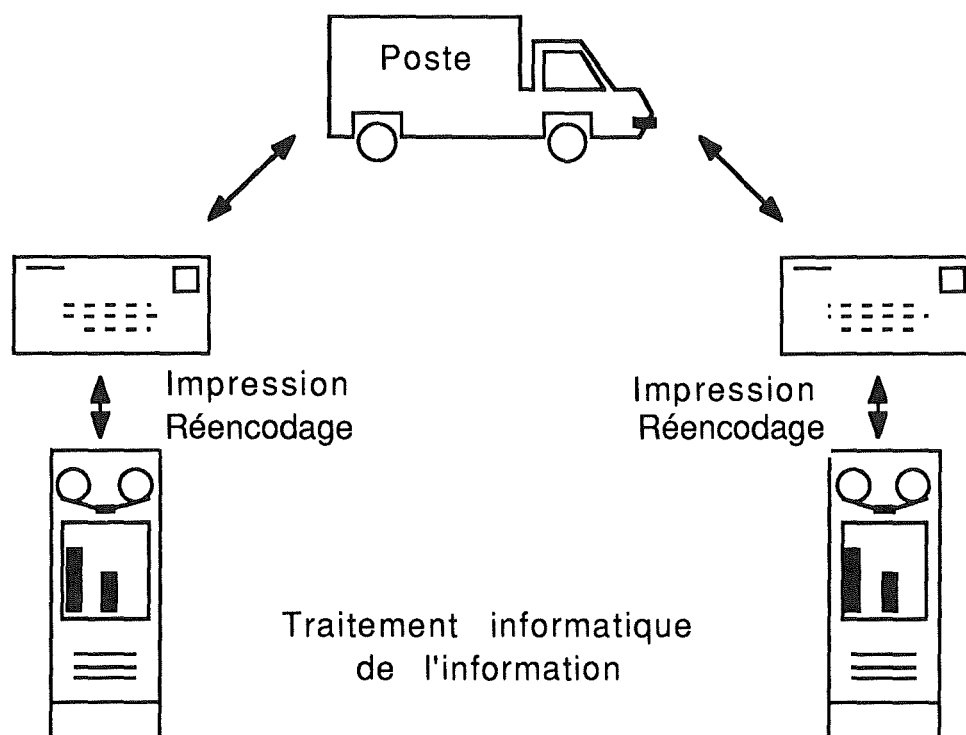 Poste
Impression
Réencodage
Impression
Réencodage
Traitement informatique
de l'information